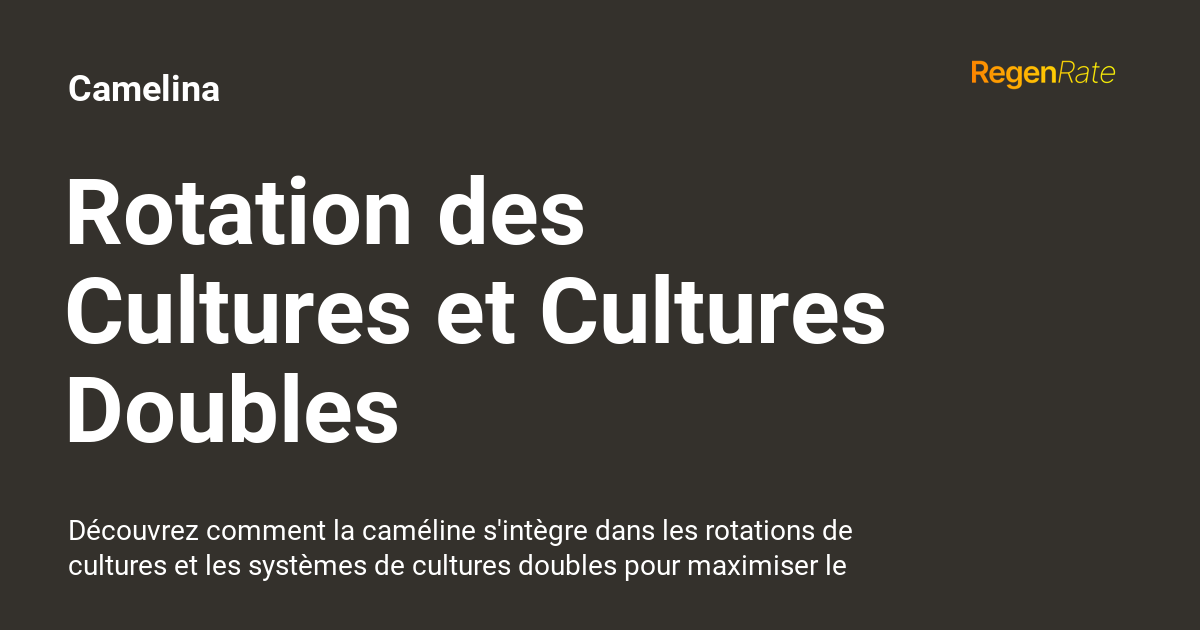 Camelina
RegenRate
Rotation des
Cultures et Cultures
Doubles
Découvrez comment la caméline s'intègre dans les rotations de
cultures et les systèmes de cultures doubles pour maximiser le